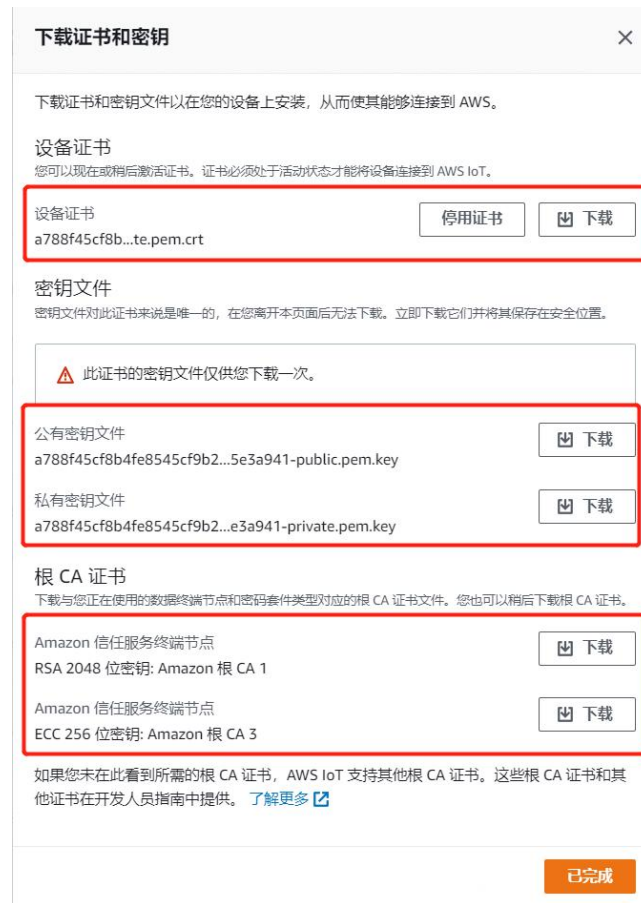 下载证书和密钥
下载证书和密钥文件以在您的设备上安装，从而使其能够连接到 AWS。
设备证书
您可以现在或稍后激活证书。证书必须处于活动状态才能将设备连接到 AWS IoT。
设备证书
a788f45cf8b...te.pem.crt
停用证书
下载
密钥文件
密钥文件对此证书来说是唯一的，在您离开本页面后无法下载。立即下载它们并将其保存在安全位置。
此证书的密钥文件仅供您下载一次。
公有密钥文件
a788f45cf8b4fe8545cf9b2...5e3a941-public.pem.key
下载
私有密钥文件
a788f45cf8b4fe8545cf9b2...e3a941-private.pem.key
下载
根 CA 证书
下载与您正在使用的数据终端节点和密码套件类型对应的根 CA 证书文件。您也可以稍后下载根 CA 证书。
Amazon 信任服务终端节点
RSA 2048 位密钥: Amazon 根 CA 1
下载
Amazon 信任服务终端节点
ECC 256 位密钥: Amazon 根 CA 3
下载
如果您未在此看到所需的根 CA 证书，AWS IoT 支持其他根 CA 证书。这些根 CA 证书和其
他证书在开发人员指南中提供。 了解更多
已完成